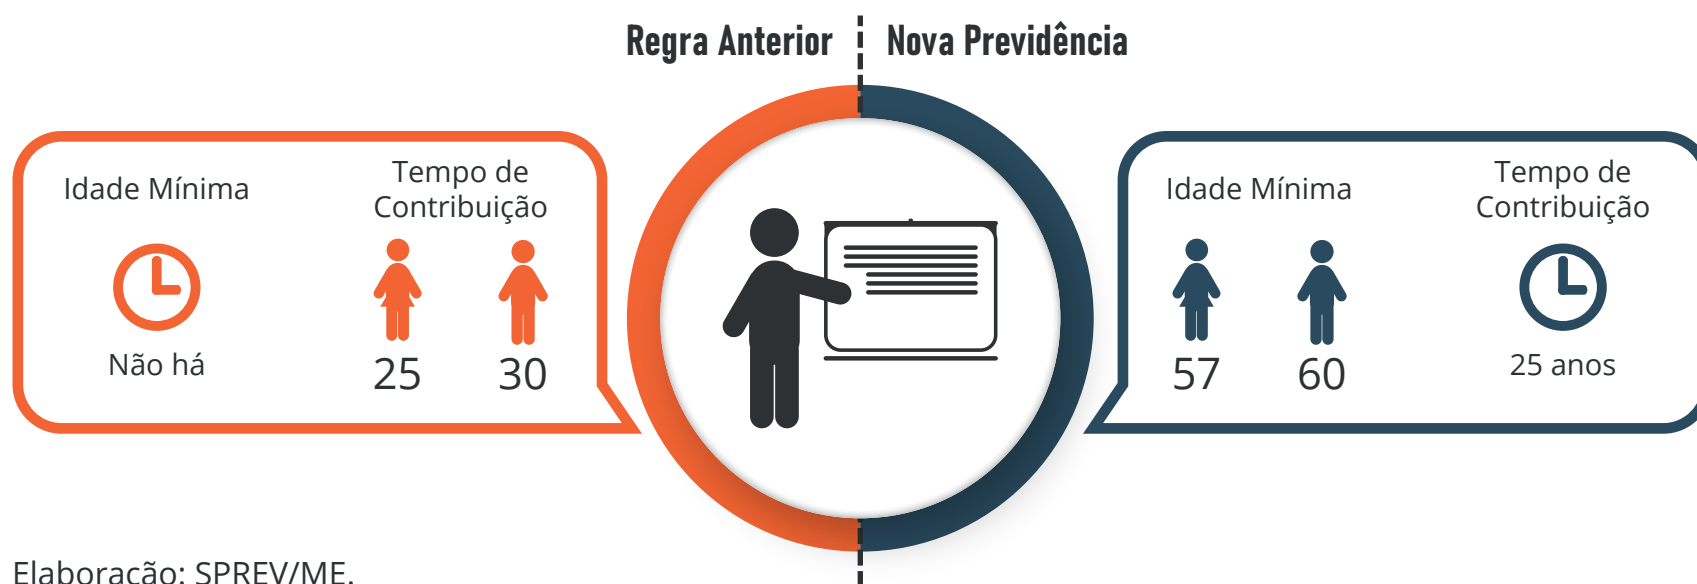 Regra Anterior
Nova Previdência
Idade Mínima
Não há
Tempo de
Contribuição
25
30
Idade Mínima
57
60
Tempo de
Contribuição
25 anos
Elaboração: SPREV/ME.